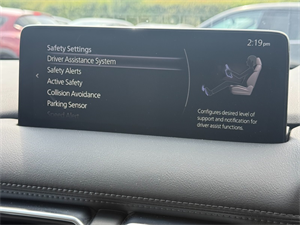 2:19 pm
Safety Settings
Driver Assistance System
Safety Alerts
Active Safety
Collision Avoidance
Parking Sensor
Configures desired level of
support and notification for
driver assist functions.